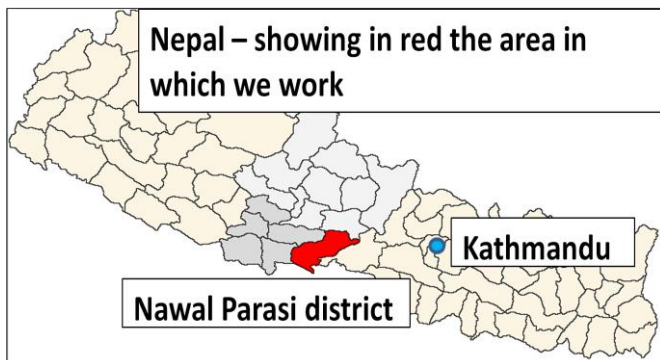 Nepal – showing in red the area in
which we work
Kathmandu
Nawal Parasi district